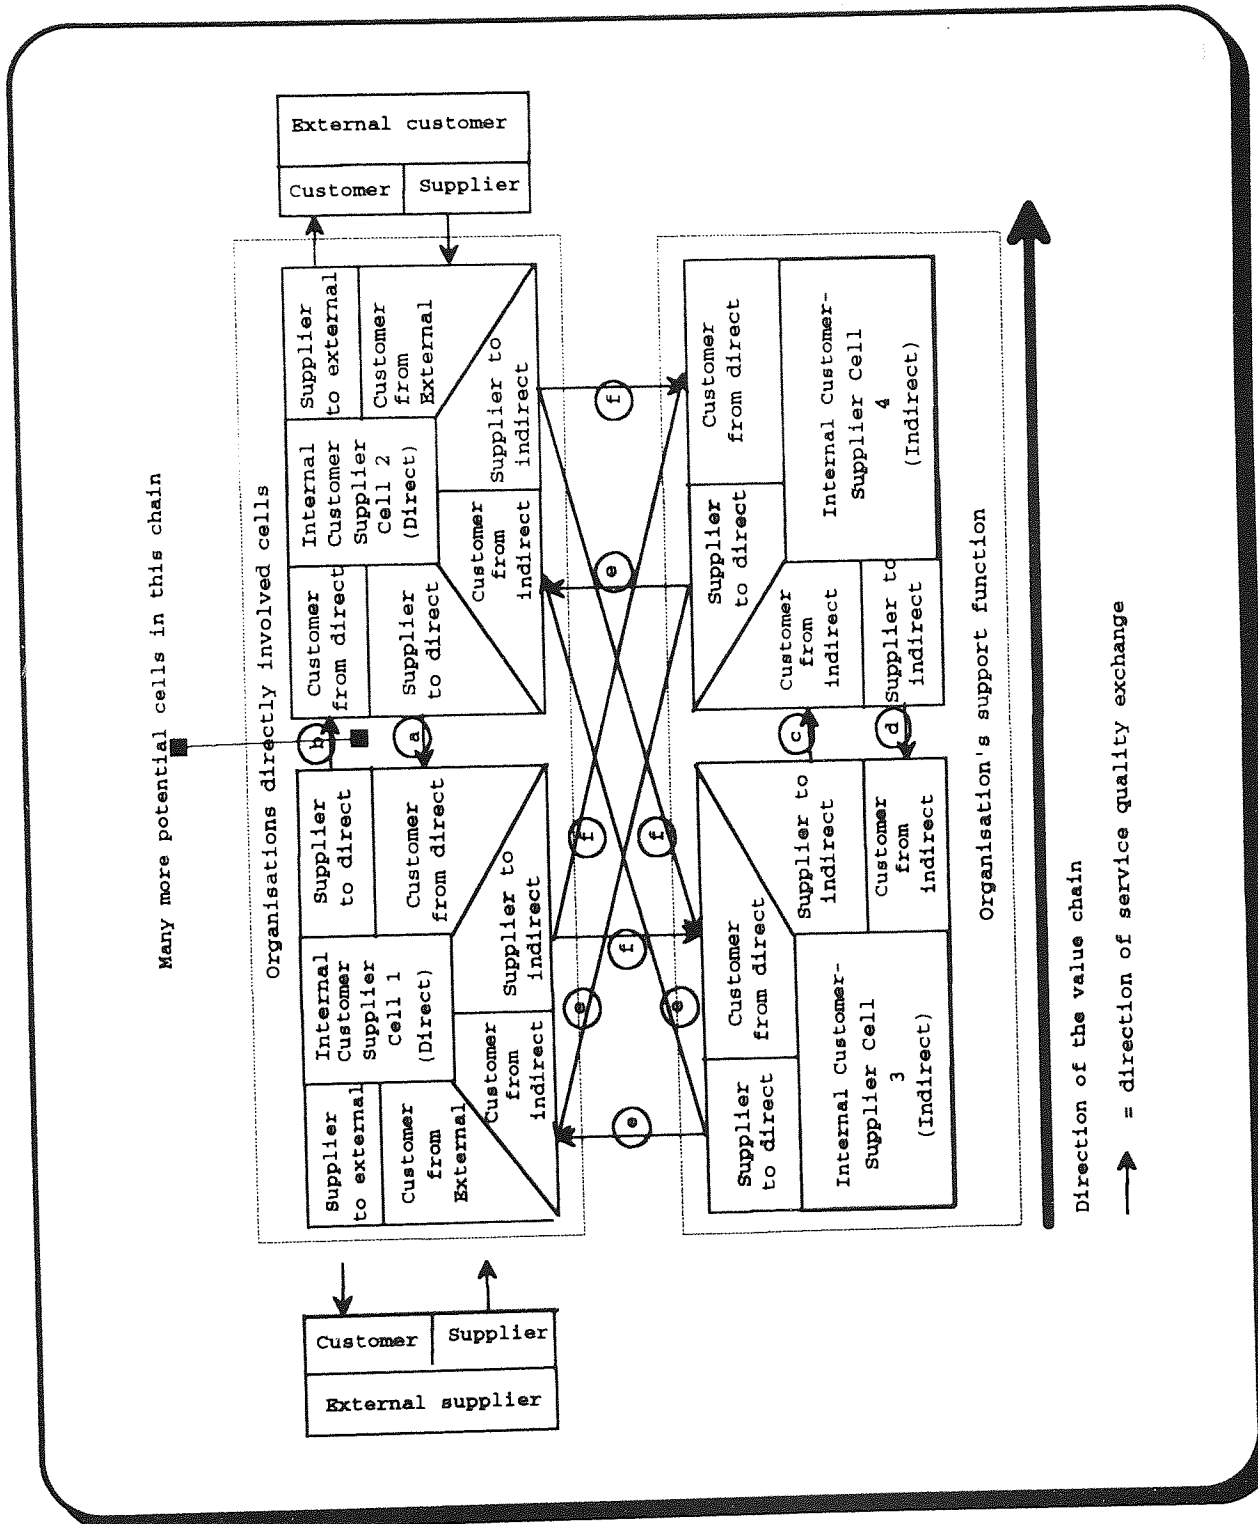 Many more potential cells in this chain
Organisations directly involved cells
External supplier
Customer
Supplier
Supplier
to external
Customer
from
External
Internal
Customer
Supplier
Cell 1
(Direct)
Supplier
to direct
Customer
from direct
Customer
from
indirect
Supplier to
indirect
b
a
Customer
from direct
Supplier
to direct
Internal
Customer
Supplier
Cell 2
(Direct)
Supplier
to external
Customer
from
External
Customer
from
indirect
Supplier to
indirect
External customer
Customer
Supplier
e
e
f
f
e
f
e
f
Supplier
to direct
Customer
from direct
Internal Customer-
Supplier Cell
3
(Indirect)
Supplier to
indirect
Customer
from
indirect
c
d
Supplier
to direct
Customer
from direct
Customer
from
indirect
Supplier to
indirect
Internal Customer-
Supplier Cell
4
(Indirect)
Organisation's support function
Direction of the value chain
= direction of service quality exchange